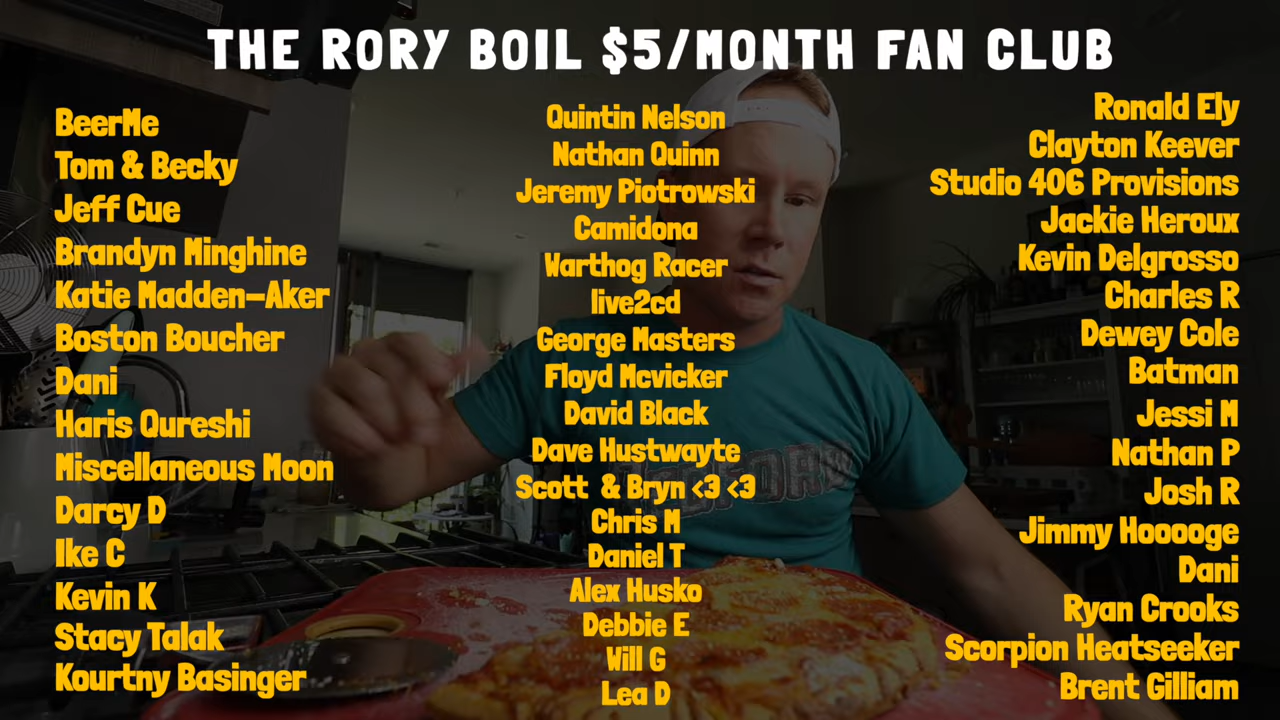 THE RORY BOIL $5/MONTH FAN CLUB
BeerMe
Tom & Becky
Jeff Cue
Brandyn Minghine
Katie Madden-Aker
Boston Boucher
Dani
Haris Qureshi
Miscellaneous Moon
Darcy D
Ike C
Kevin K
Stacy Talak
Kourtny Basinger
Quintin Nelson
Nathan Quinn
Jeremy Piotrowski
Camidona
Warthog Racer
live2cd
George Masters
Floyd Mcvicker
David Black
Dave Hustwayte
Scott & Bryn <3 <3
Chris M
Daniel T
Alex Husko
Debbie E
Will G
Lea D
Ronald Ely
Clayton Keever
Studio 406 Provisions
Jackie Heroux
Kevin Delgrosso
Charles R
Dewey Cole
Batman
Jessi M
Nathan P
Josh R
Jimmy Hooooge
Dani
Ryan Crooks
Scorpion Heatseeker
Brent Gilliam